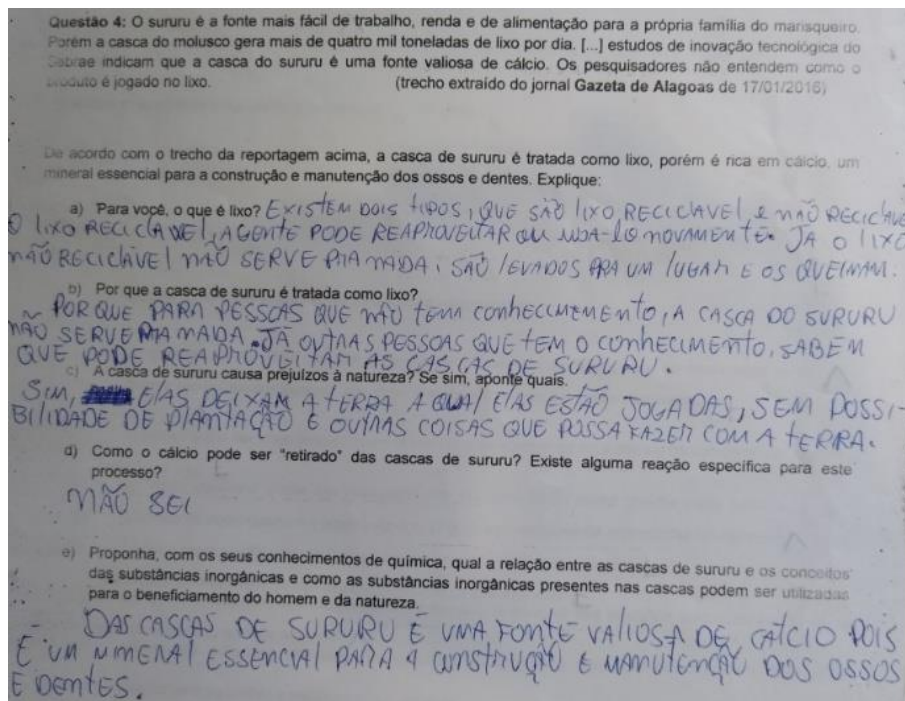 Questão 4: O sururu é a fonte mais fácil de trabalho, renda e de alimentação para a própria família do marisqueiro.
Porém a casca do molusco gera mais de quatro mil toneladas de lixo por dia. [...] estudos de inovação tecnológica do
Sebrae indicam que a casca do sururu é uma fonte valiosa de cálcio. Os pesquisadores não entendem como o
produto é jogado no lixo. (trecho extraído do jornal Gazeta de Alagoas de 17/01/2016)
De acordo com o trecho da reportagem acima, a casca de sururu é tratada como lixo, porém é rica em cálcio, um
mineral essencial para a construção e manutenção dos ossos e dentes. Explique:
a) Para você, o que é lixo? EXISTEM DOIS TIPOS, QUE SÃO LIXO, RECICLAVEL, E NÃO RECICLAVE
O LIXO RECICLAVEL, AGENTE PODE REAPROVEITAR OU USA-LO NOVAMENTE. JA O LIXO
NÃO RECICLÁVEL NÃO SERVE PRA NADA. SÃO LEVADOS PRA UM LUGAR E OS QUEIMAM.
b) Por que a casca de sururu é tratada como lixo?
PORQUE PARA PESSOAS QUE NÃO TEM CONHECIMEMENTO, A CASCA DO SURURU
NÃO SERVE PRA NADA. JÁ OUTRAS PESSOAS QUE TEM O CONHECIMENTO, SABEM
QUE PODE REAPROVEITAR AS CASCAS DE SURURU.
c) A casca de sururu causa prejuízos à natureza? Se sim, aponte quais.
SIM, ELAS DEIXAM A TERRA A QUAL ELAS ESTÃO JOGADAS, SEM POSSI-
BILIDADE DE PLANTAÇÃO E OUTRAS COISAS QUE POSSA FAZER COM A TERRA.
d) Como o cálcio pode ser "retirado" das cascas de sururu? Existe alguma reação específica para este
processo?
NÃO SEI
e) Proponha, com os seus conhecimentos de química, qual a relação entre as cascas de sururu e os conceitos
das substâncias inorgânicas e como as substâncias inorgânicas presentes nas cascas podem ser utilizadas
para o beneficiamento do homem e da natureza.
DAS CASCAS DE SURURU É UMA FONTE VALIOSA DE CALCIO POIS
É UM MIMERAL ESSENCIAL PARA A CONSTRUÇÃO E MANUTENÇÃO DOS OSSOS
E DENTES.